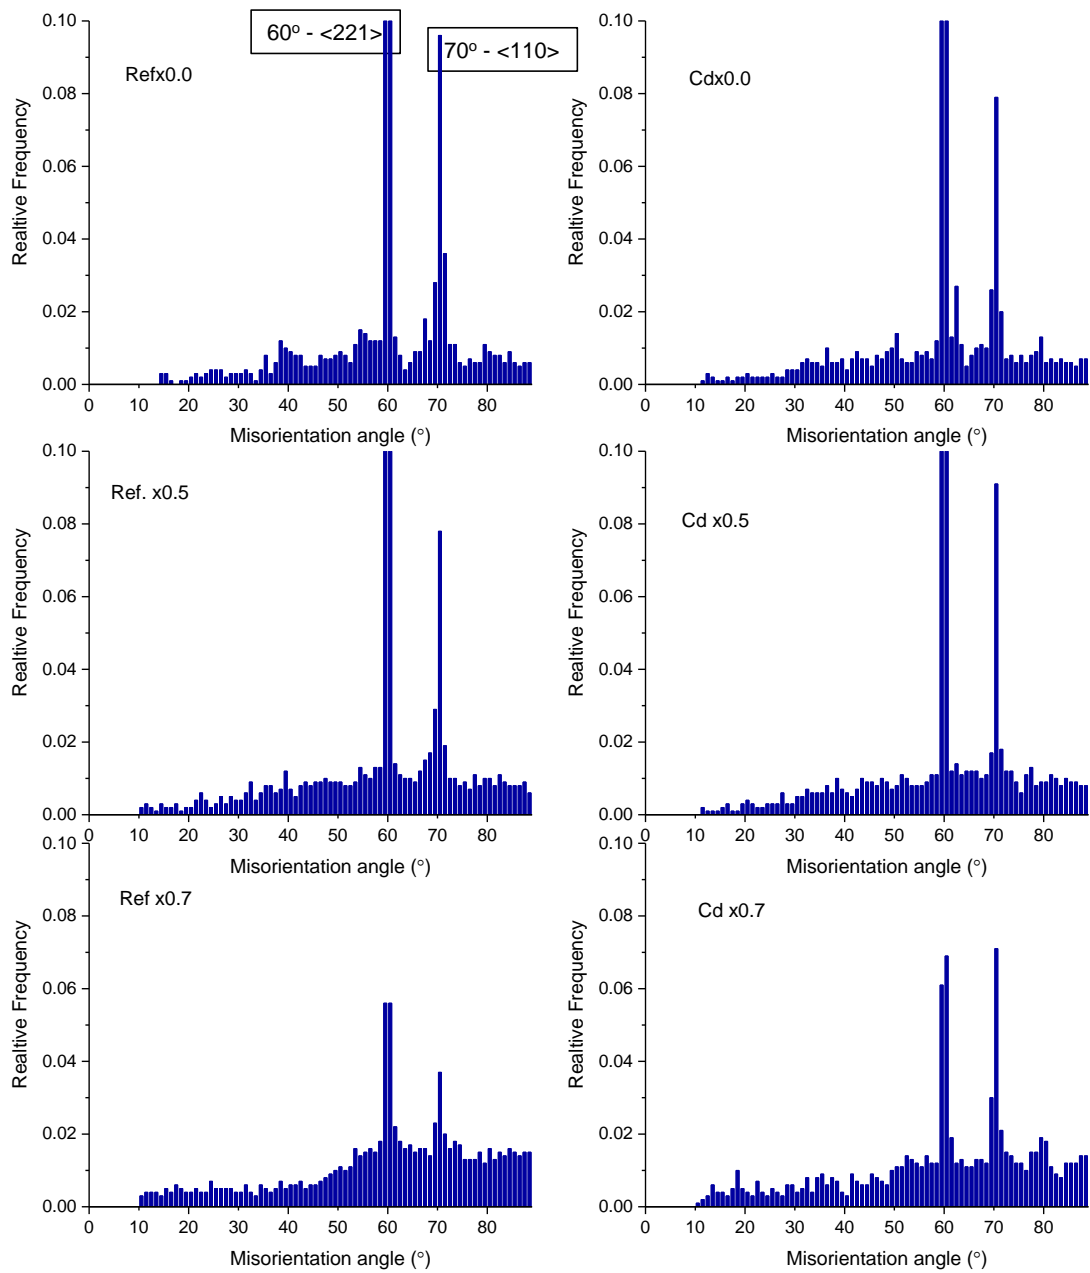 60º - <221>
70º - <110>
Refx0.0
Realtive Frequency
0.10
0.08
0.06
0.04
0.02
0.00
0 10 20 30 40 50 60 70 80
Misorientation angle (°)
Cdx0.0
Realtive Frequency
0.10
0.08
0.06
0.04
0.02
0.00
0 10 20 30 40 50 60 70 80
Misorientation angle (°)
Ref. x0.5
Realtive Frequency
0.10
0.08
0.06
0.04
0.02
0.00
0 10 20 30 40 50 60 70 80
Misorientation angle (°)
Cd x0.5
Realtive Frequency
0.10
0.08
0.06
0.04
0.02
0.00
0 10 20 30 40 50 60 70 80
Misorientation angle (°)
Ref x0.7
Realtive Frequency
0.10
0.08
0.06
0.04
0.02
0.00
0 10 20 30 40 50 60 70 80
Misorientation angle (°)
Cd x0.7
Realtive Frequency
0.10
0.08
0.06
0.04
0.02
0.00
0 10 20 30 40 50 60 70 80
Misorientation angle (°)